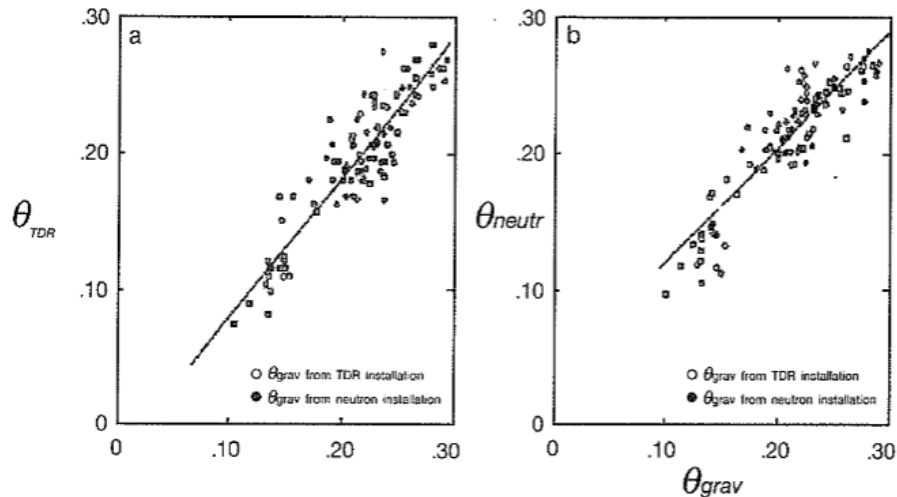 .30
a
.20
θTDR
.10
○ θgrav from TDR installation
● θgrav from neutron installation
0
0
.10
.20
.30
.30
b
.20
θneutr
.10
○ θgrav from TDR installation
● θgrav from neutron installation
0
0
.10
.20
.30
θgrav